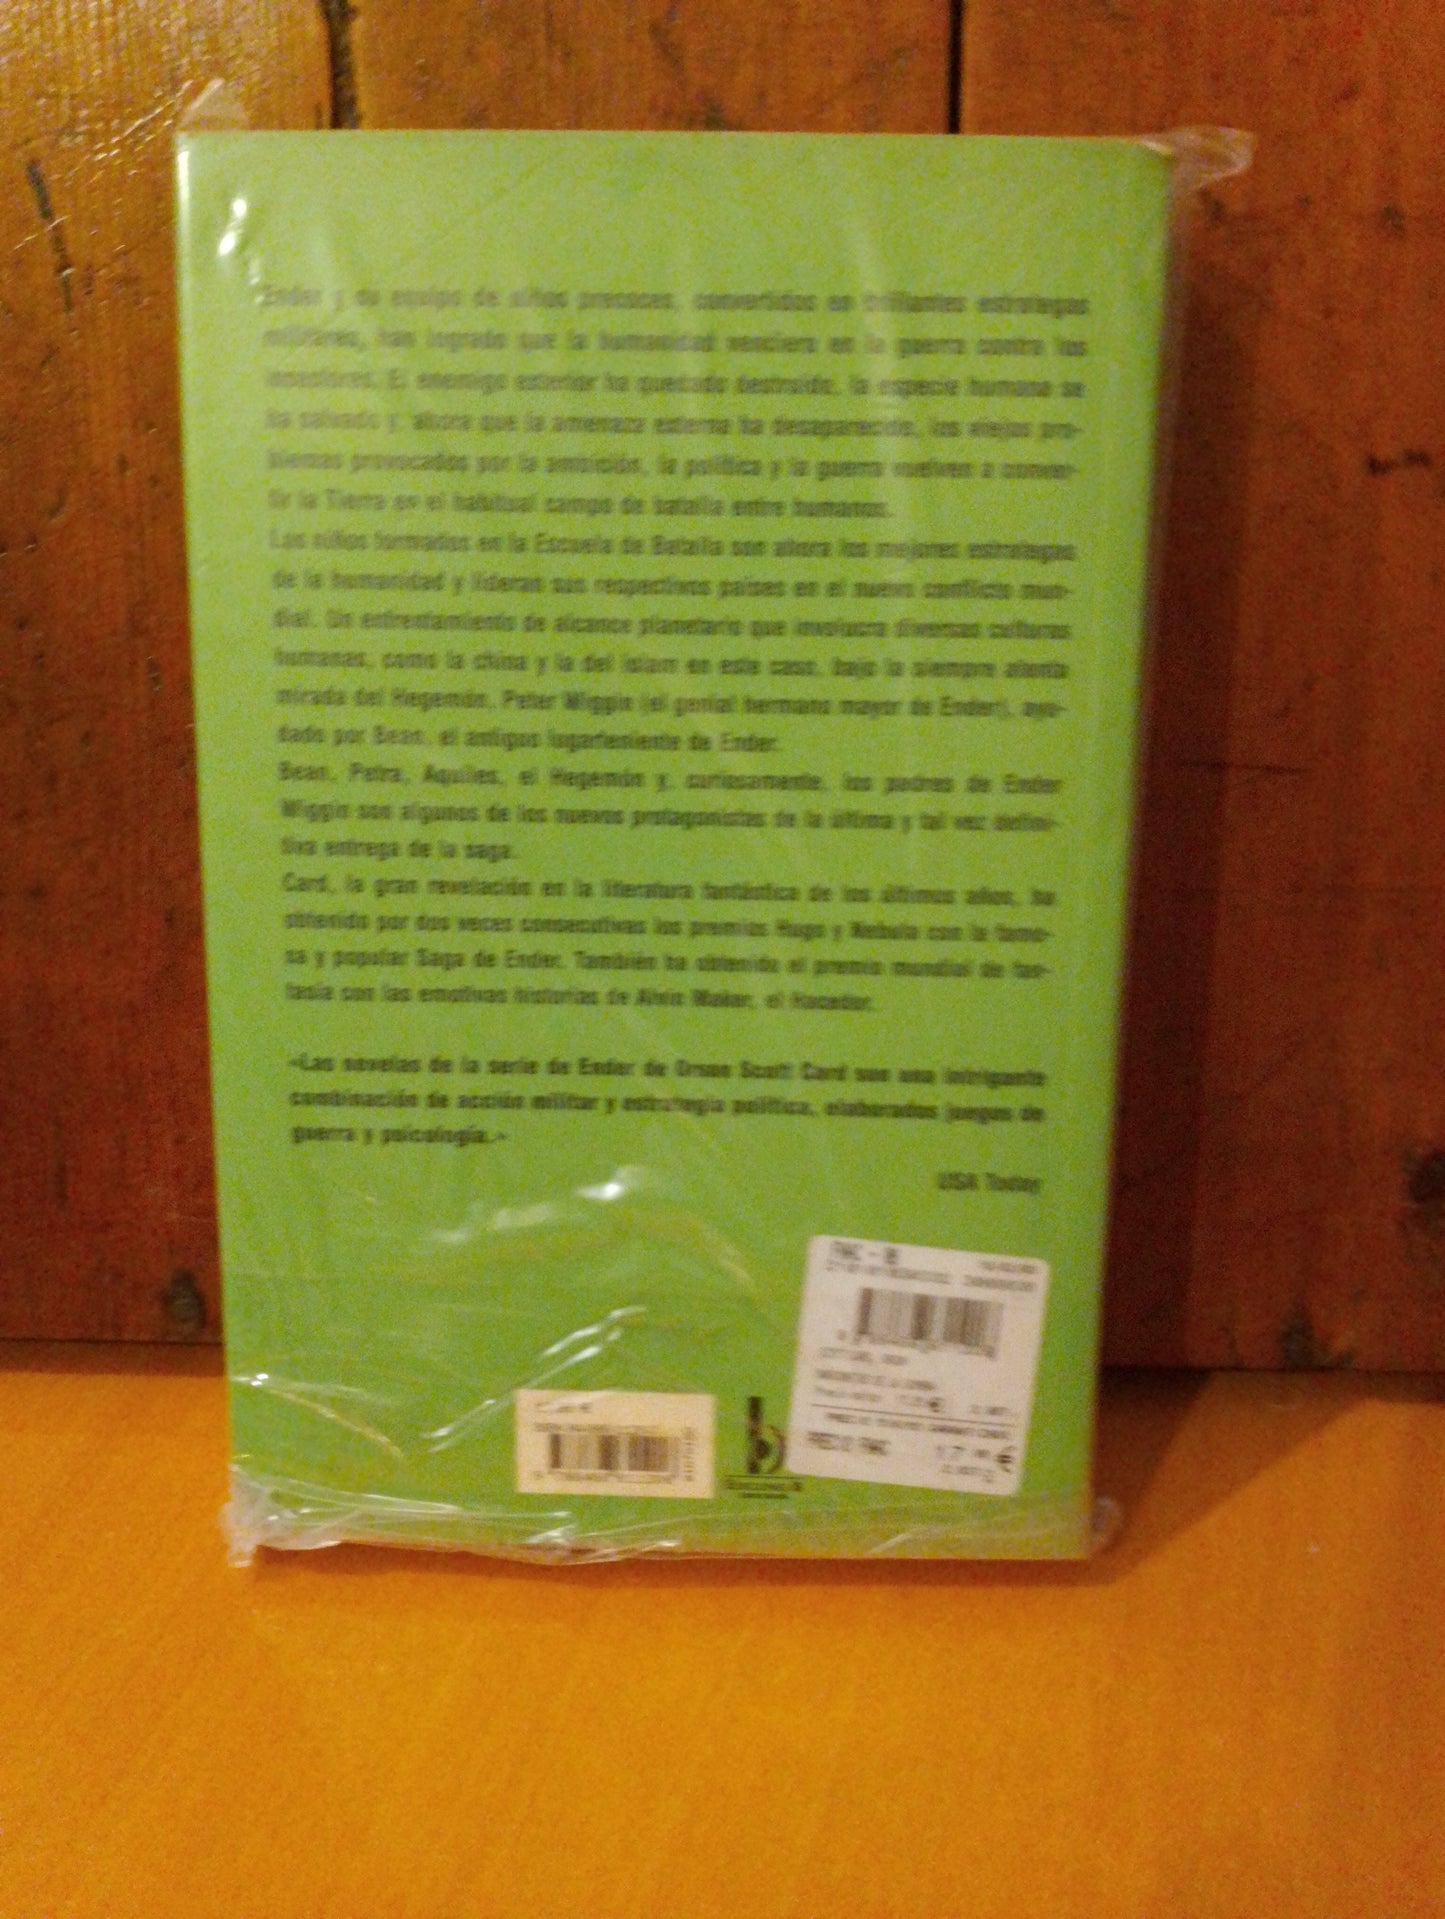 Ender y su equipo de niños precoces, convertidos en brillantes estrategas
militares, han logrado que la humanidad venciera en la guerra contra los
insectores. El enemigo exterior ha quedado destruido, la especie humana se
ha salvado y, ahora que la amenaza externa ha desaparecido, los viejos pro-
blemas provocados por la ambición, la política y la guerra vuelven a conver-
tir la Tierra en el habitual campo de batalla entre humanos.
Los niños formados en la Escuela de Batalla son ahora los mejores estrategas
de la humanidad y lideran sus respectivos países en el nuevo conflicto mun-
dial. Un enfrentamiento de alcance planetario que involucra diversas culturas
humanas, como la china y la del Islam en este caso, bajo la siempre atenta
mirada del Hegemón, Peter Wiggin (el genial hermano mayor de Ender), ayu-
dado por Bean, el antiguo lugarteniente de Ender.
Bean, Petra, Aquiles, el Hegemón y, curiosamente, los padres de Ender
Wiggin son algunos de los nuevos protagonistas de la última y tal vez defini-
tiva entrega de la saga.
Card, la gran revelación en la literatura fantástica de los últimos años, ha
obtenido por dos veces consecutivas los premios Hugo y Nebula con la famo-
sa y popular Saga de Ender. También ha obtenido el premio mundial de fan-
tasía con las emotivas historias de Alvin Maker, el Hacedor.
«Las novelas de la serie de Ender de Orson Scott Card son una intrigante
combinación de acción militar y estrategia política, elaborados juegos de
guerra y psicología.»
USA Today
PRECIO FNAC
€